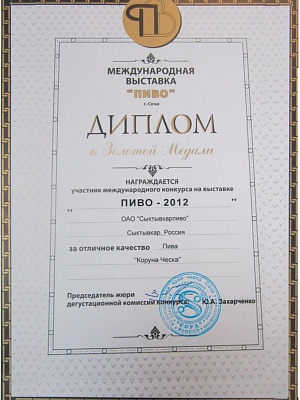 МЕЖДУНАРОДНАЯ
ВЫСТАВКА
"ПИВО"
г. Сочи
ДИПЛОМ
к Золотой Медали
НАГРАЖДАЕТСЯ
участник международного конкурса на выставке
" ПИВО - 2012 "
ОАО "Сыктывкарпиво"
Сыктывкар, Россия
за отличное качество Пива
"Коруна Ческа"
Председатель жюри
дегустационной комиссии конкурса: Ю.А. Захарченко